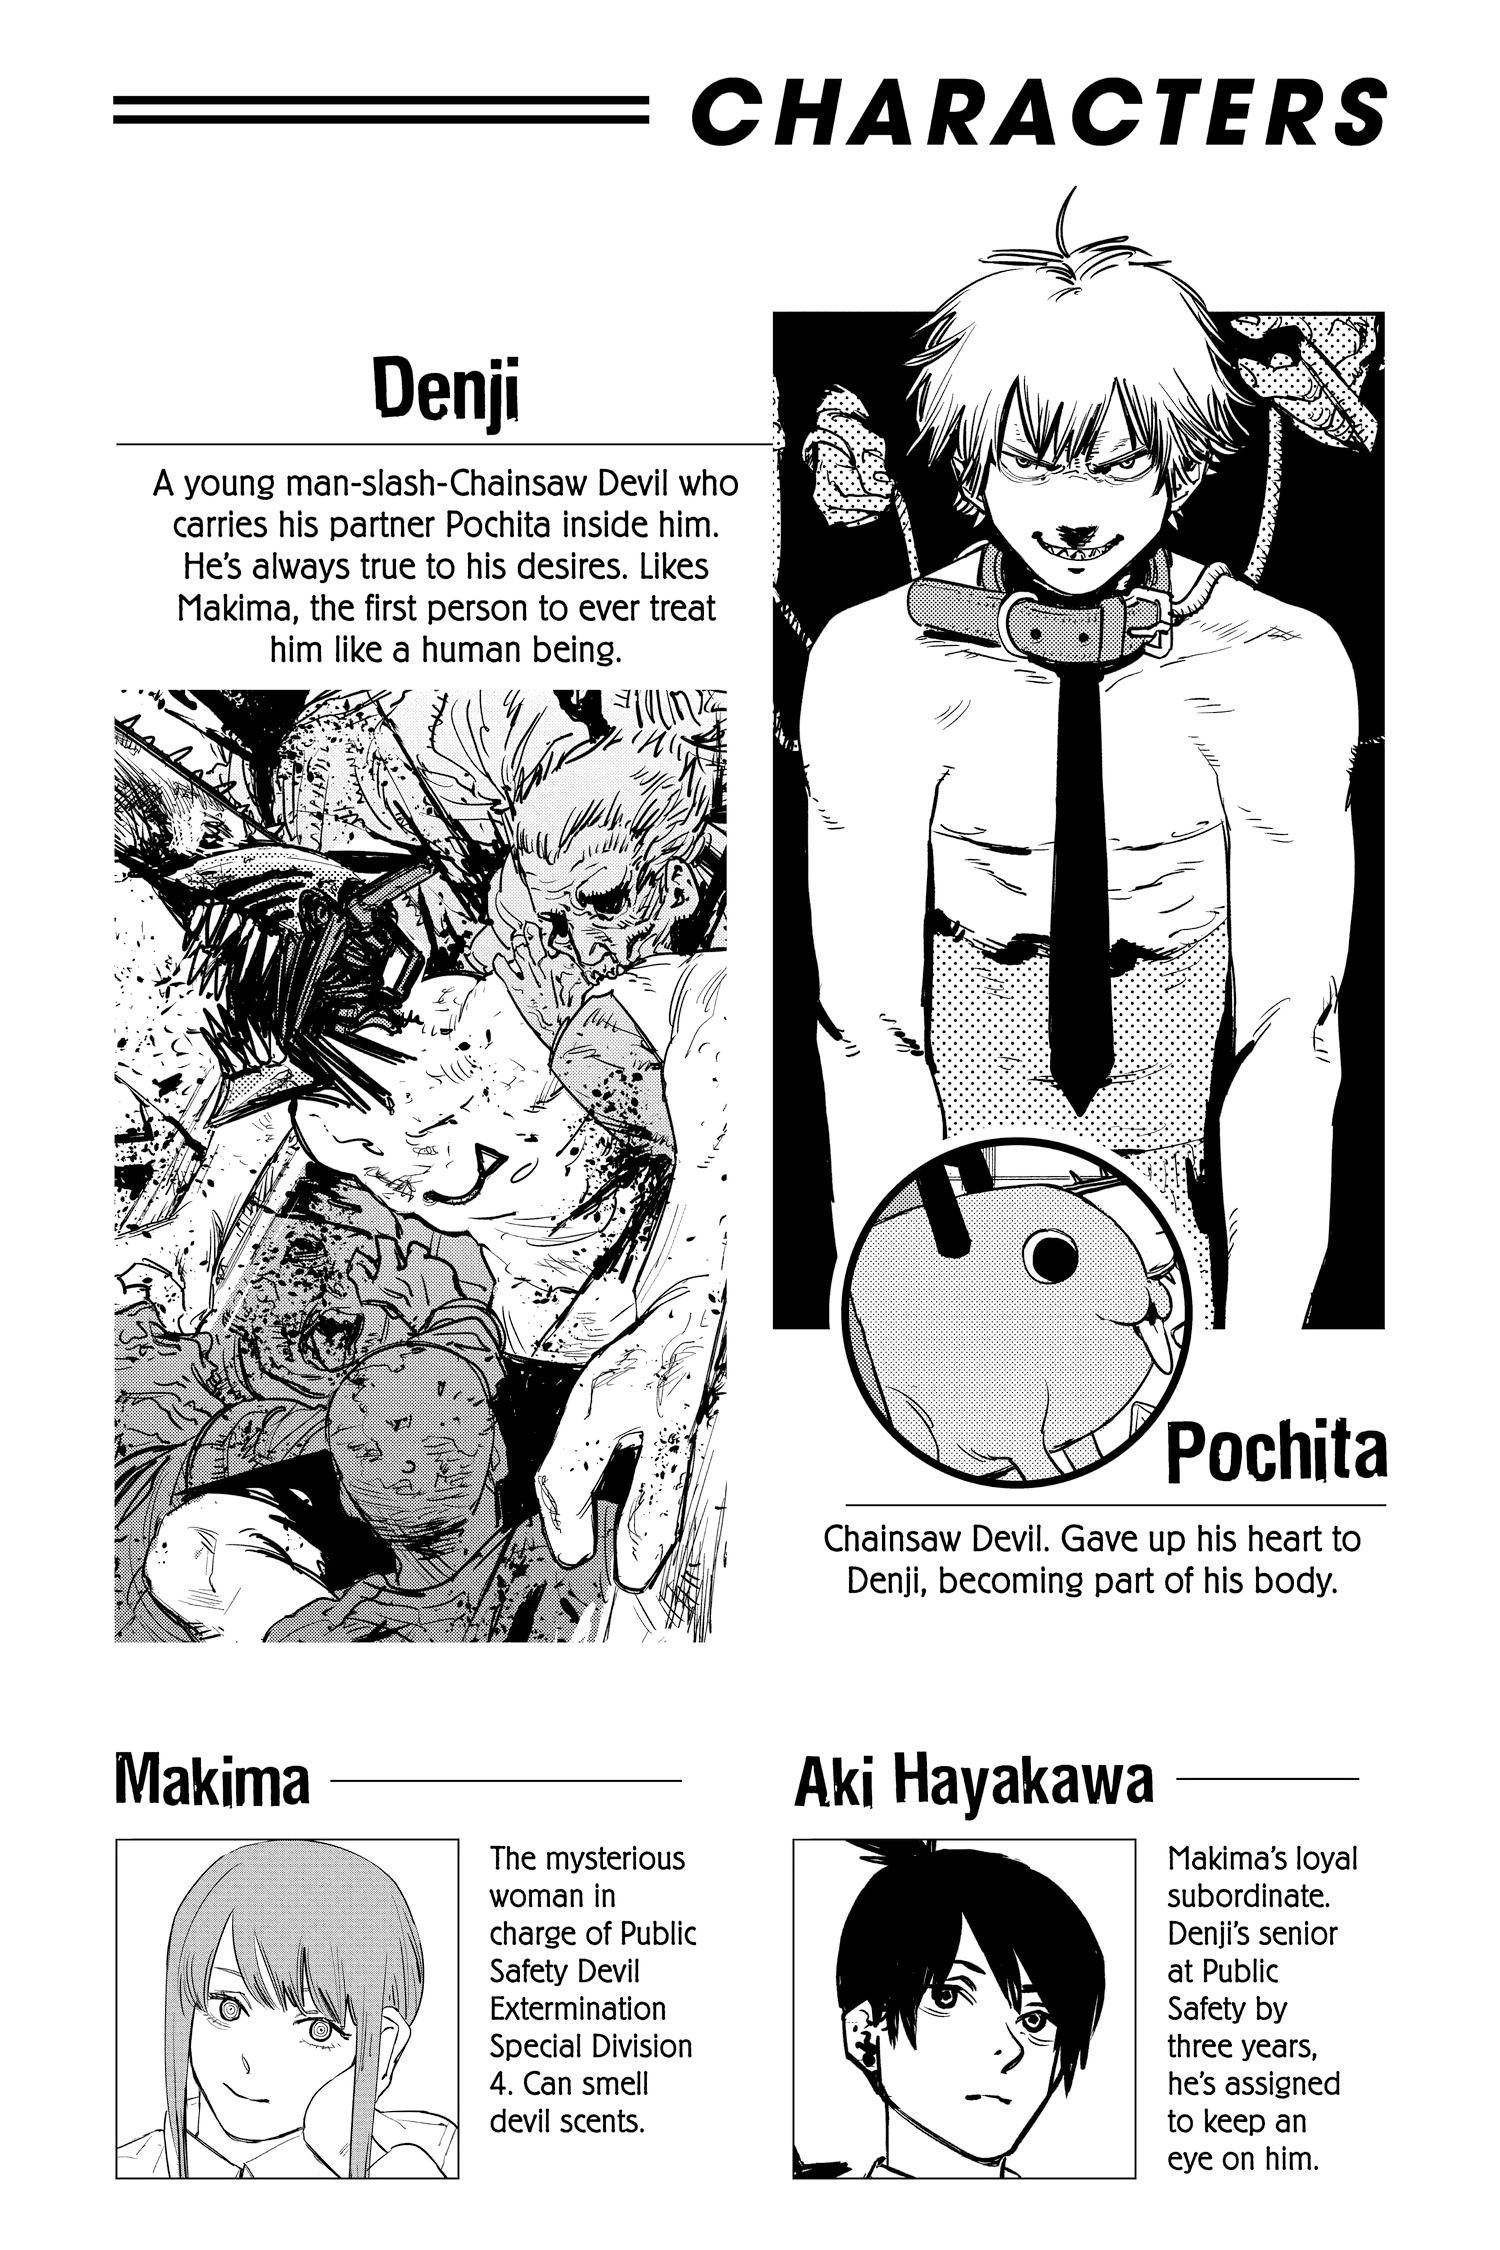 CHARACTERS
Denji
A young man-slash-Chainsaw Devil who
carries his partner Pochita inside him.
He's always true to his desires. Likes
Makima, the first person to ever treat
him like a human being.
Pochita
Chainsaw Devil. Gave up his heart to
Denji, becoming part of his body.
Makima
The mysterious
woman in
charge of Public
Safety Devil
Extermination
Special Division
4. Can smell
devil scents.
Aki Hayakawa
Makima's loyal
subordinate.
Denji's senior
at Public
Safety by
three years,
he's assigned
to keep an
eye on him.